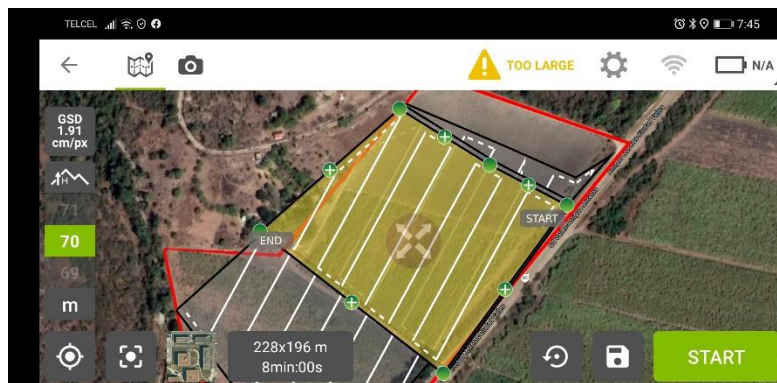 TELCEL
7:45
TOO LARGE
N/A
GSD
1.91
cm/px
H
71
70
69
m
START
END
228x196 m
8min:00s
START